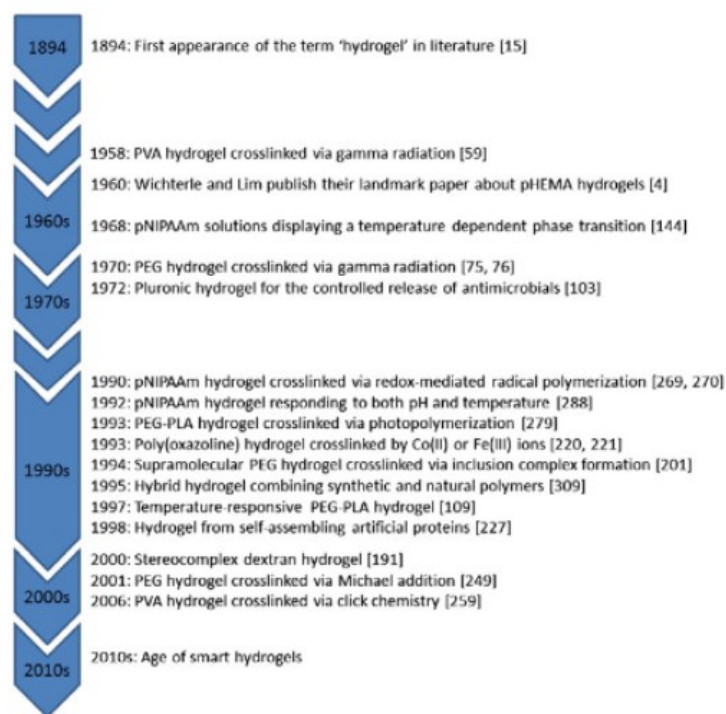 1894
1894: First appearance of the term ‘hydrogel’ in literature [15]
1958: PVA hydrogel crosslinked via gamma radiation [59]
1960: Wichterle and Lim publish their landmark paper about pHEMA hydrogels [4]
1960s
1968: pNIPAAm solutions displaying a temperature dependent phase transition [144]
1970: PEG hydrogel crosslinked via gamma radiation [75, 76]
1972: Pluronic hydrogel for the controlled release of antimicrobials [103]
1970s
1990: pNIPAAm hydrogel crosslinked via redox-mediated radical polymerization [269, 270]
1992: pNIPAAm hydrogel responding to both pH and temperature [288]
1993: PEG-PLA hydrogel crosslinked via photopolymerization [279]
1993: Poly(oxazoline) hydrogel crosslinked by Co(II) or Fe(III) ions [220, 221]
1994: Supramolecular PEG hydrogel crosslinked via inclusion complex formation [201]
1990s
1995: Hybrid hydrogel combining synthetic and natural polymers [309]
1997: Temperature-responsive PEG-PLA hydrogel [109]
1998: Hydrogel from self-assembling artificial proteins [227]
2000: Stereocomplex dextran hydrogel [191]
2001: PEG hydrogel crosslinked via Michael addition [249]
2000s
2006: PVA hydrogel crosslinked via click chemistry [259]
2010s: Age of smart hydrogels
2010s